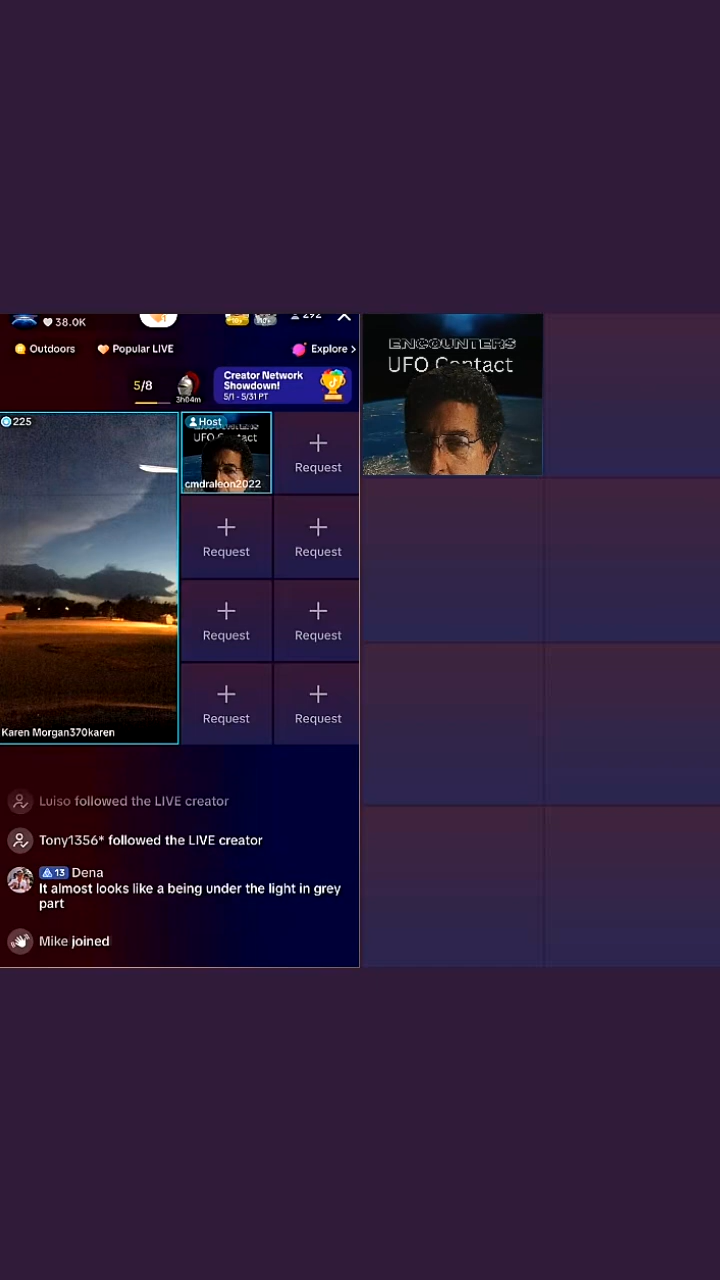 38.0K
292
Outdoors
Popular LIVE
Explore >
5/8
3h04m
Creator Network
Showdown!
5/1 - 5/31 PT
225
Host
UFO
cmdraleon2022
Request
Request
Request
Request
Request
Request
Request
Karen Morgan370karen
ENCOUNTERS
UFO Contact
Luiso followed the LIVE creator
Tony1356* followed the LIVE creator
13 Dena
It almost looks like a being under the light in grey
part
Mike joined